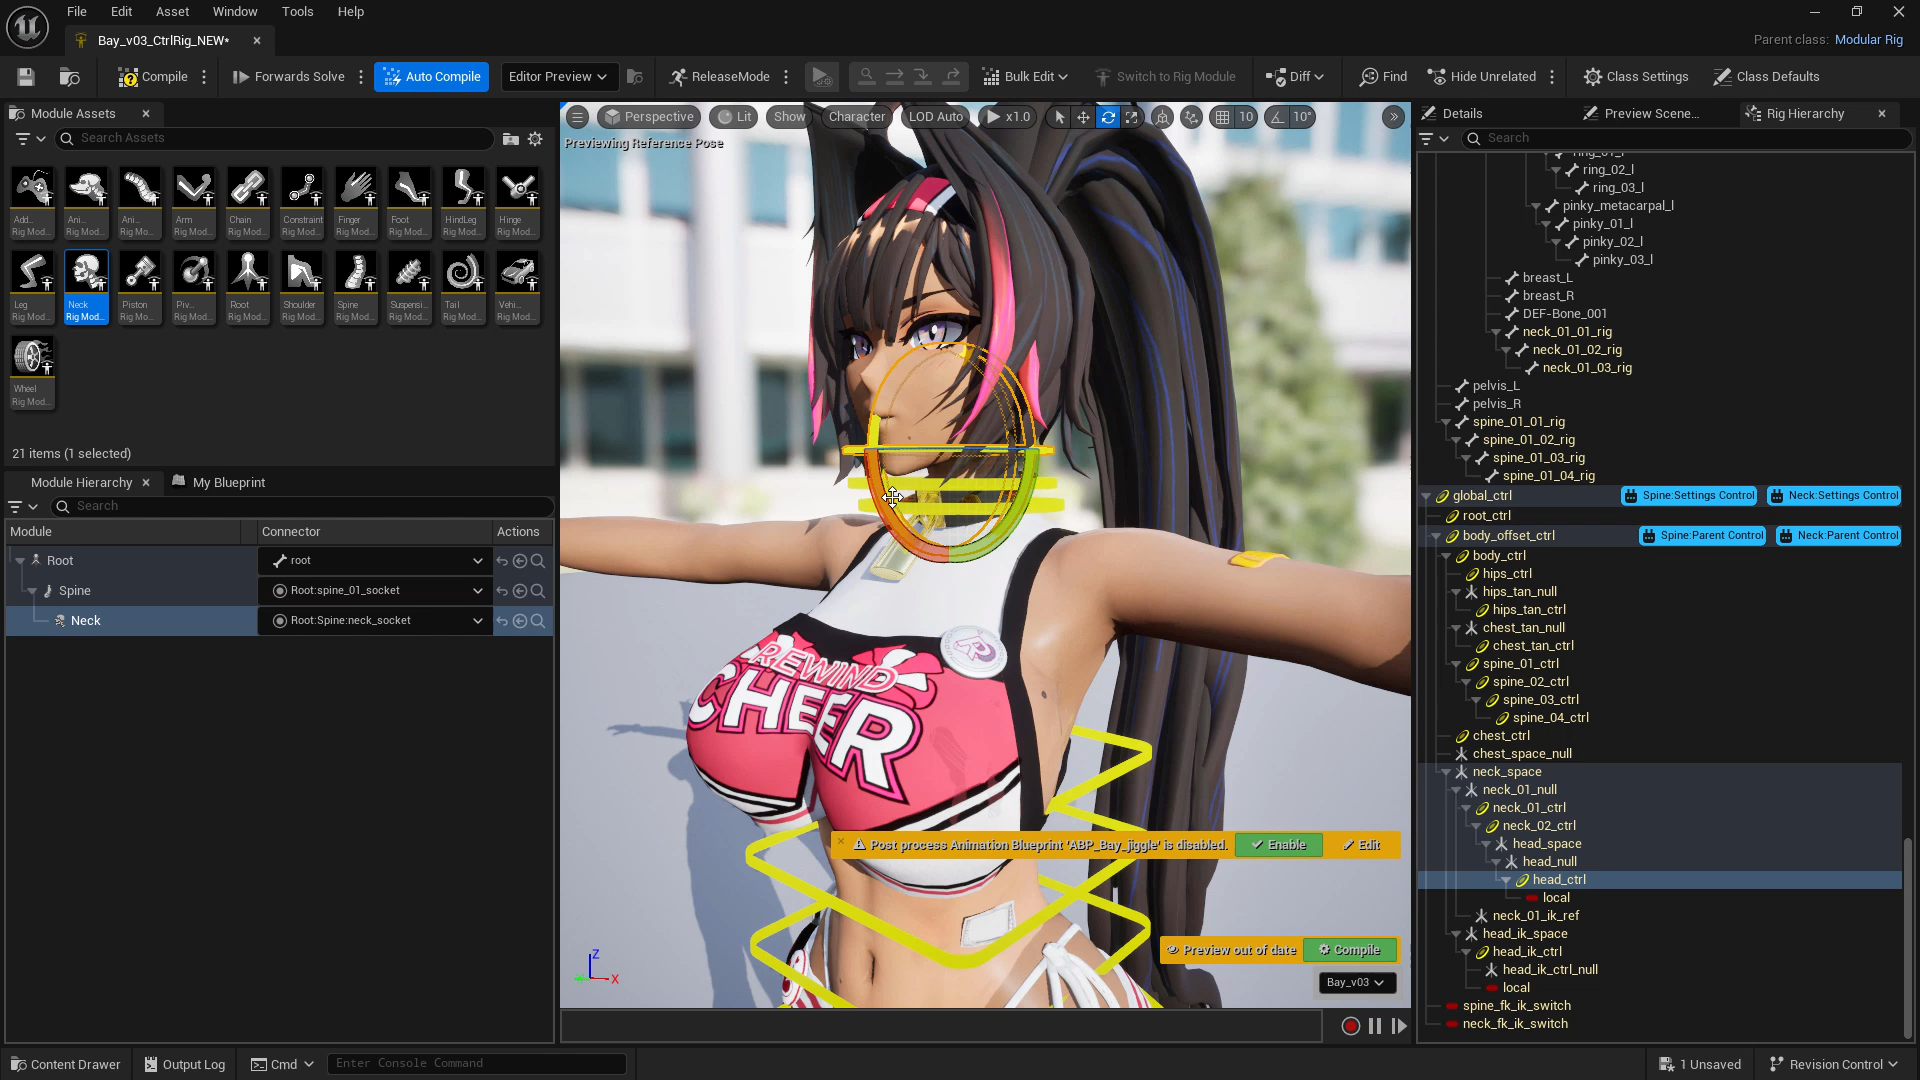 File Edit Asset Window Tools Help
Bay_v03_CtrlRig_NEW*
Parent class: Modular Rig
Compile Forwards Solve Auto Compile Editor Preview ReleaseMode Bulk Edit Switch to Rig Module Diff Find Hide Unrelated Class Settings Class Defaults
Module Assets
Search Assets
Add... Ani... Ani... Arm Chain Constraint Finger Foot HindLeg Hinge
Rig Mod... Rig Mod... Rig Mod... Rig Mod... Rig Mod... Rig Mod... Rig Mod... Rig Mod... Rig Mod... Rig Mod...
Leg Neck Piston Piv... Root Shoulder Spine Suspensi... Tail Vehi...
Rig Mod... Rig Mod... Rig Mo... Rig Mod... Rig Mod... Rig Mod... Rig Mod... Rig Mod... Rig Mod... Rig Mod...
Wheel
Rig Mod...
21 items (1 selected)
Module Hierarchy My Blueprint
Search
Module Connector Actions
Root root
Spine Root:spine_01_socket
Neck Root:Spine:neck_socket
Perspective Lit Show Character LOD Auto x1.0 10 10°
Previewing Reference Pose
REWIND
CHEER
Post process Animation Blueprint 'ABP_Bay_jiggle' is disabled. Enable Edit
Preview out of date Compile
Bay_v03
Z
X
Details Preview Scene... Rig Hierarchy
Search
ring_01_l
ring_02_l
ring_03_l
pinky_metacarpal_l
pinky_01_l
pinky_02_l
pinky_03_l
breast_L
breast_R
DEF-Bone_001
neck_01_01_rig
neck_01_02_rig
neck_01_03_rig
pelvis_L
pelvis_R
spine_01_01_rig
spine_01_02_rig
spine_01_03_rig
spine_01_04_rig
global_ctrl Spine:Settings Control Neck:Settings Control
root_ctrl
body_offset_ctrl Spine:Parent Control Neck:Parent Control
body_ctrl
hips_ctrl
hips_tan_null
hips_tan_ctrl
chest_tan_null
chest_tan_ctrl
spine_01_ctrl
spine_02_ctrl
spine_03_ctrl
spine_04_ctrl
chest_ctrl
chest_space_null
neck_space
neck_01_null
neck_01_ctrl
neck_02_ctrl
head_space
head_null
head_ctrl
local
neck_01_ik_ref
head_ik_space
head_ik_ctrl
head_ik_ctrl_null
local
spine_fk_ik_switch
neck_fk_ik_switch
Content Drawer Output Log Cmd Enter Console Command 1 Unsaved Revision Control